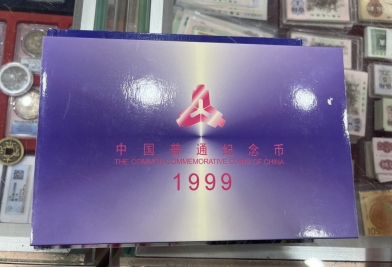 中国普通纪念币
THE COMMON COMMEMORATIVE COINS OF CHINA
1999